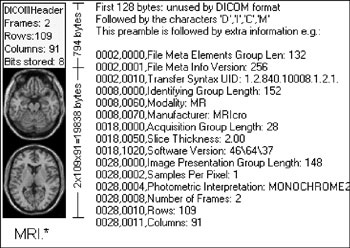 DICOMHeader
Frames: 2
Rows:109
Columns: 91
Bits stored: 8
794 bytes
2x109x91=19838 bytes
MRI.*
First 128 bytes: unused by DICOM format
Followed by the characters 'D','I','C','M'
This preamble is followed by extra information e.g.:
0002,0000,File Meta Elements Group Len: 132
0002,0001,File Meta Info Version: 256
0002,0010,Transfer Syntax UID: 1.2.840.10008.1.2.1.
0008,0000,Identifying Group Length: 152
0008,0060,Modality: MR
0008,0070,Manufacturer: MRIcro
0018,0000,Acquisition Group Length: 28
0018,0050,Slice Thickness: 2.00
0018,1020,Software Version: 46\64\37
0028,0000,Image Presentation Group Length: 148
0028,0002,Samples Per Pixel: 1
0028,0004,Photometric Interpretation: MONOCHROME2
0028,0008,Number of Frames: 2
0028,0010,Rows: 109
0028,0011,Columns: 91